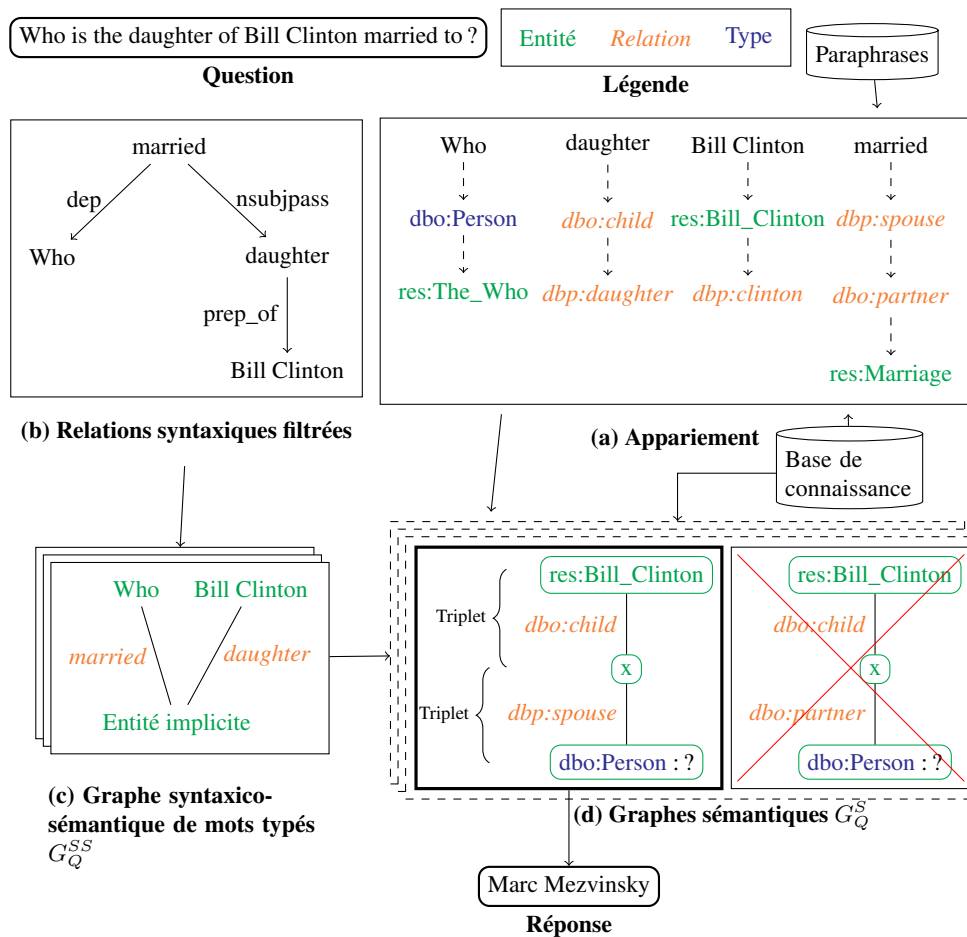 Who is the daughter of Bill Clinton married to ?
Question
Entité Relation Type
Légende
Paraphrases
married
dep
nsubjpass
Who
daughter
prep_of
Bill Clinton
(b) Relations syntaxiques filtrées
Who daughter Bill Clinton married
dbo:Person dbo:child res:Bill_Clinton dbp:spouse
res:The_Who dbp:daughter dbp:clinton dbo:partner
res:Marriage
(a) Appariement
Base de
connaissance
Who Bill Clinton
married daughter
Entité implicite
(c) Graphe syntaxico-
sémantique de mots typés
G_Q^{SS}
res:Bill_Clinton
Triplet
dbo:child
x
Triplet
dbp:spouse
dbo:Person : ?
res:Bill_Clinton
dbo:child
x
dbo:partner
dbo:Person : ?
(d) Graphes sémantiques G_Q^S
Marc Mezvinsky
Réponse